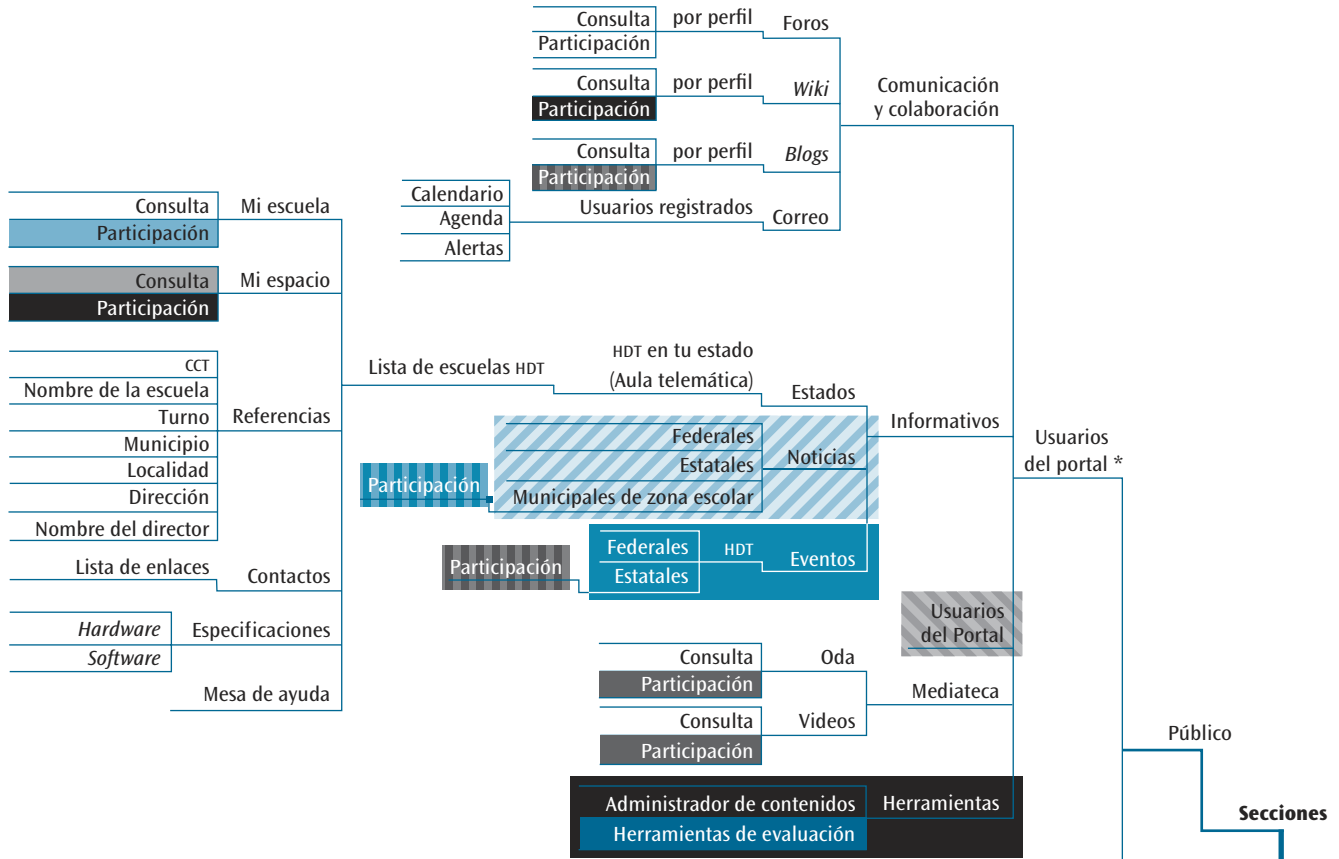 Consulta
por perfil
Foros
Participación
Consulta
por perfil
Wiki
Participación
Comunicación
y colaboración
Consulta
por perfil
Blogs
Participación
Calendario
Agenda
Alertas
Usuarios registrados
Correo
Consulta
Mi escuela
Participación
Consulta
Mi espacio
Participación
CCT
Nombre de la escuela
Turno
Referencias
Municipio
Localidad
Dirección
Nombre del director
Lista de enlaces
Contactos
Hardware
Especificaciones
Software
Mesa de ayuda
Lista de escuelas HDT
HDT en tu estado
(Aula telemática)
Estados
Informativos
Federales
Estatales
Noticias
Municipales de zona escolar
Participación
Federales
HDT
Eventos
Estatales
Participación
Usuarios
del portal *
Usuarios
del Portal
Consulta
Oda
Participación
Mediateca
Consulta
Videos
Participación
Administrador de contenidos
Herramientas
Herramientas de evaluación
Público
Secciones